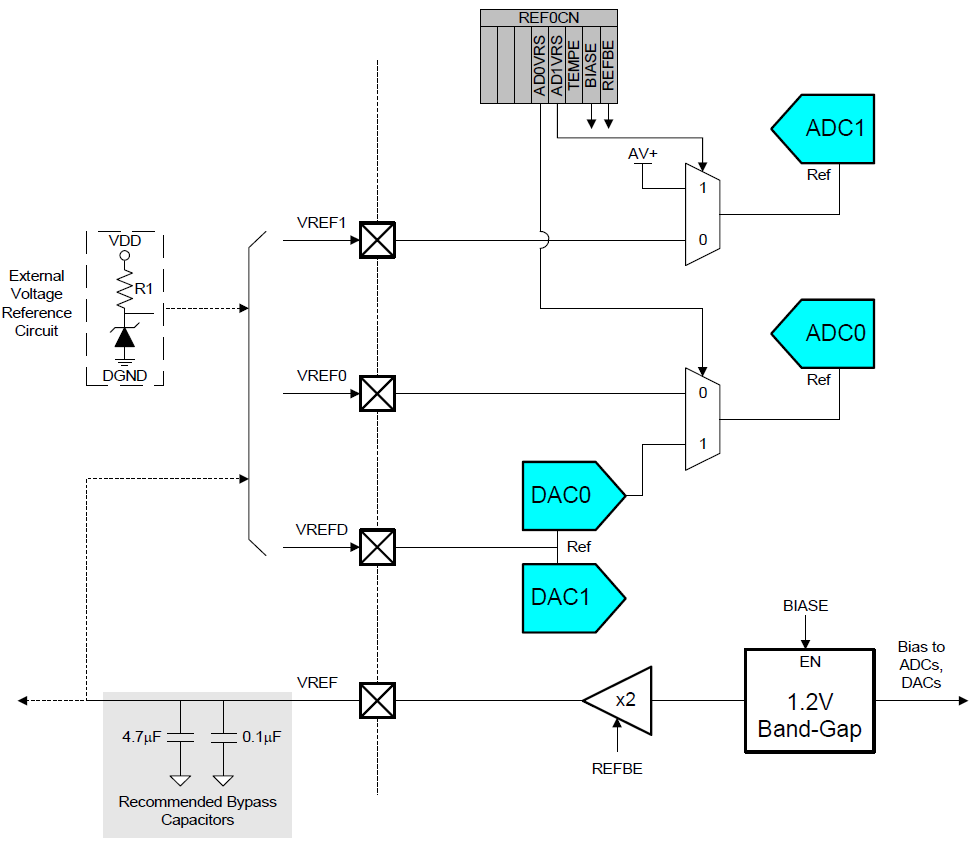 REF0CN
AD0VRS
AD1VRS
TEMPE
BIASE
REFBE
ADC1
Ref
AV+
1
0
VREF1
VDD
R1
DGND
External
Voltage
Reference
Circuit
ADC0
Ref
VREF0
0
1
DAC0
VREFD
Ref
DAC1
BIASE
EN
1.2V
Band-Gap
Bias to
ADCs,
DACs
VREF
x2
REFBE
4.7µF
0.1µF
Recommended Bypass
Capacitors